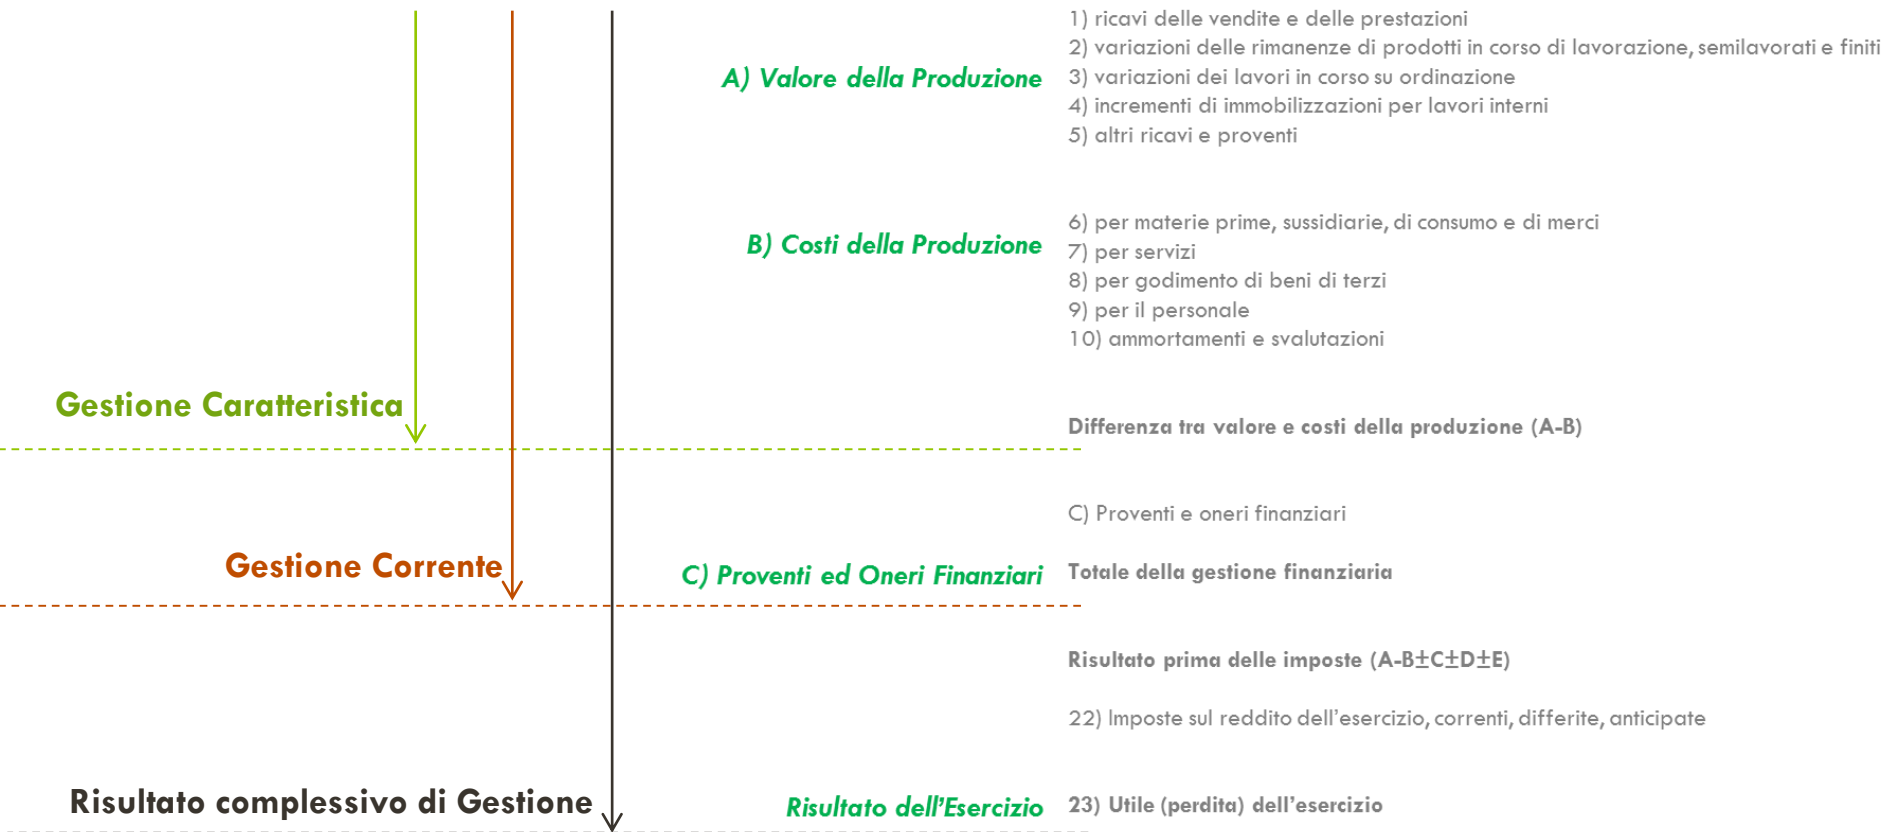 1) ricavi delle vendite e delle prestazioni
2) variazioni delle rimanenze di prodotti in corso di lavorazione, semilavorati e finiti
A) Valore della Produzione
3) variazioni dei lavori in corso su ordinazione
4) incrementi di immobilizzazioni per lavori interni
5) altri ricavi e proventi
6) per materie prime, sussidiarie, di consumo e di merci
B) Costi della Produzione
7) per servizi
8) per godimento di beni di terzi
9) per il personale
10) ammortamenti e svalutazioni
Gestione Caratteristica
Differenza tra valore e costi della produzione (A-B)
C) Proventi e oneri finanziari
Gestione Corrente
C) Proventi ed Oneri Finanziari
Totale della gestione finanziaria
Risultato prima delle imposte (A-B±C±D±E)
22) Imposte sul reddito dell'esercizio, correnti, differite, anticipate
Risultato complessivo di Gestione
Risultato dell'Esercizio
23) Utile (perdita) dell'esercizio